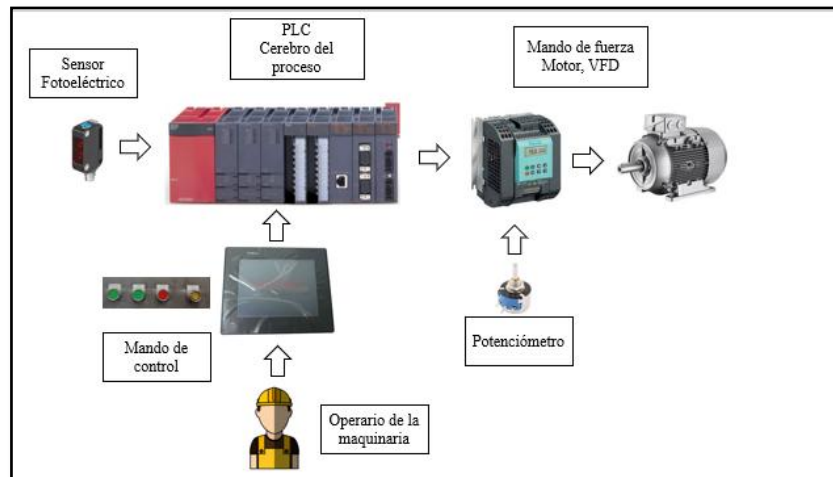 PLC
Cerebro del
proceso
Mando de fuerza
Motor, VFD
Sensor
Fotoeléctrico
Mando de
control
Potenciómetro
Operario de la
maquinaria